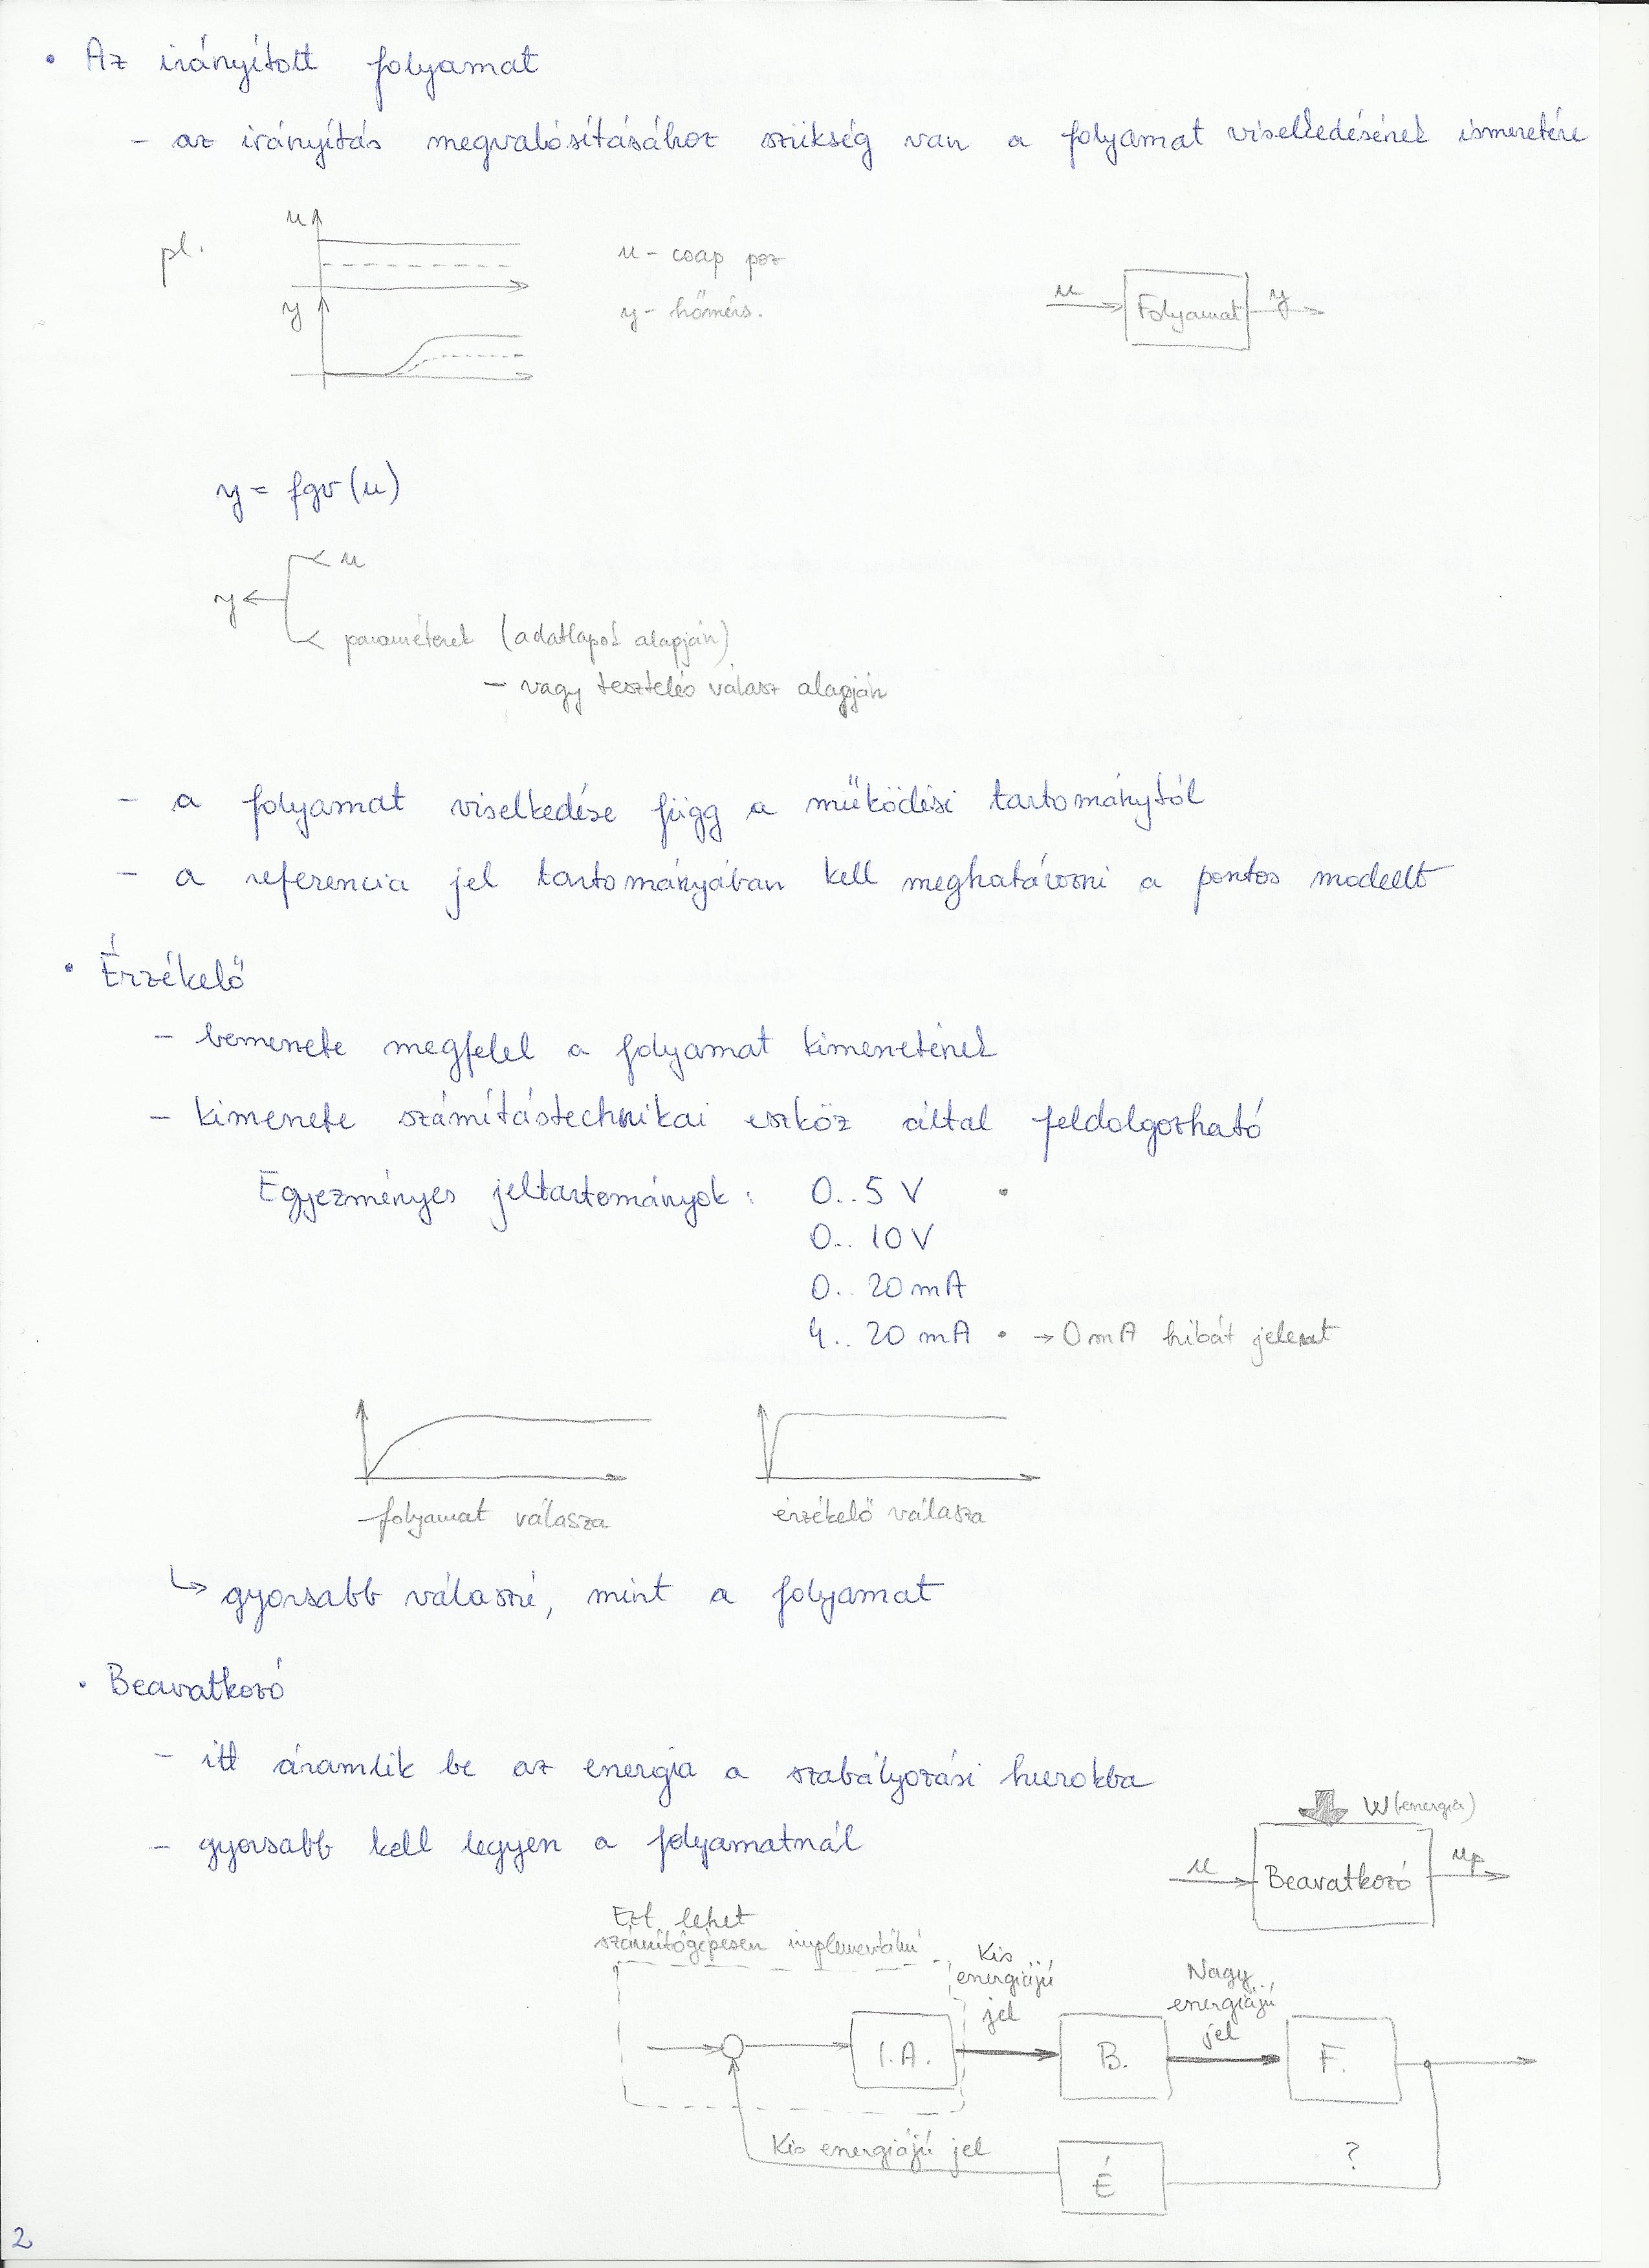 • Az irányított folyamat
- az irányítás megvalósításához szükség van a folyamat viselkedésének ismeretére
pl.
u
y
u - csap poz
y - hőmérs.
u
Folyamat
y
y = fgv (u)
u
y
paraméterek (adatlapok alapján)
- vagy tesztelés válasz alapján
- a folyamat viselkedése függ a működési tartománytól
- a referencia jel tartományában kell meghatározni a pontos modellt
• Érzékelő
- bemenete megfelel a folyamat kimenetének
- kimenete számítástechnikai eszköz által feldolgozható
Egyezményes jeltartományok: 0..5 V •
0.. 10 V
0.. 20 mA
4.. 20 mA • → 0 mA hibát jelent
folyamat válasza
érzékelő válasza
↳ gyorsabb válaszú, mint a folyamat
• Beavatkozó
- itt áramlik be az energia a szabályozási hurokba
- gyorsabb kell legyen a folyamatnál
W (energia)
u
Beavatkozó
up
Ezt lehet
számítógépesen implementálni
Kis
energiájú
jel
Nagy
energiájú
jel
I.A.
B.
F.
Kis energiájú jel
É
?
2